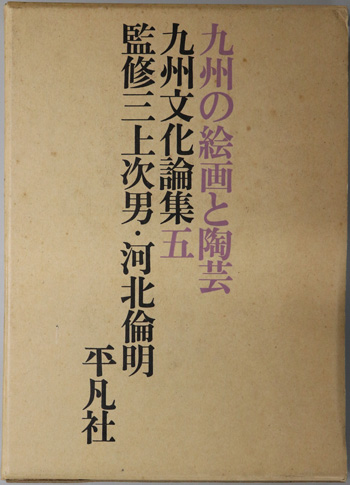 九州の絵画と陶芸
九州文化論集五
監修三上次男・河北倫明
平凡社